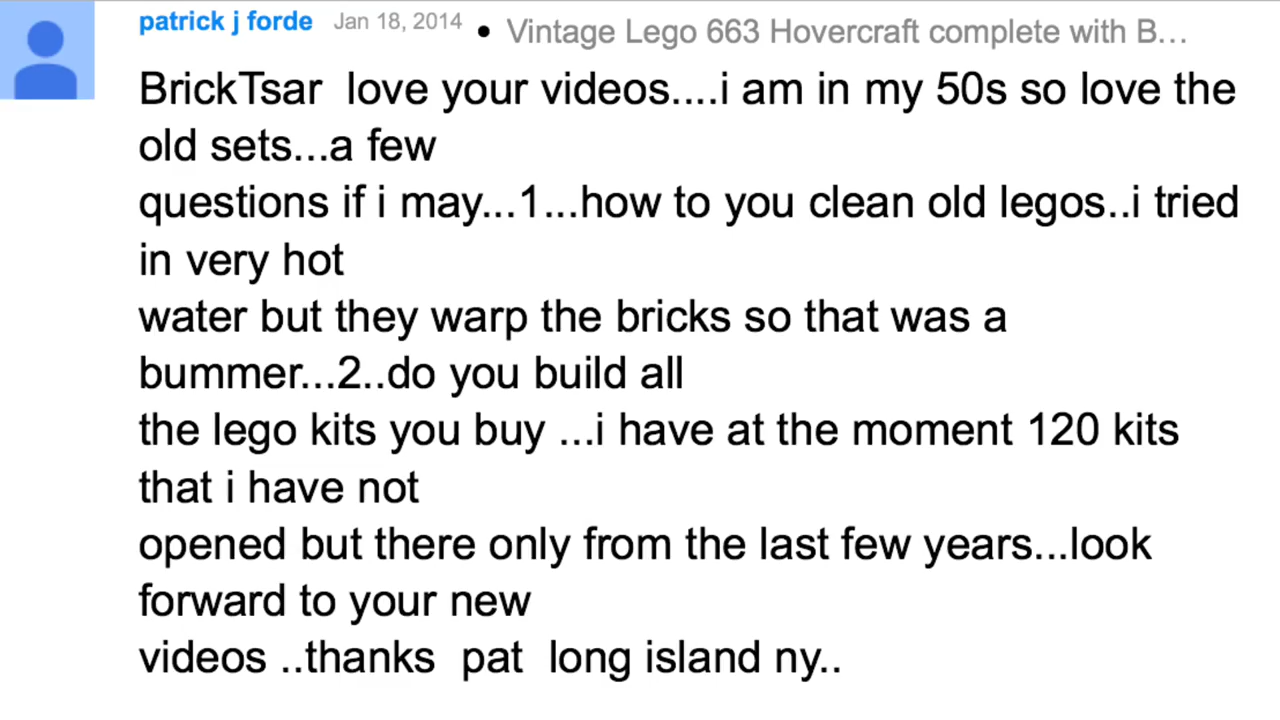 patrick j forde Jan 18, 2014 • Vintage Lego 663 Hovercraft complete with B...
BrickTsar  love your videos....i am in my 50s so love the
old sets...a few
questions if i may...1...how to you clean old legos..i tried
in very hot
water but they warp the bricks so that was a
bummer...2..do you build all
the lego kits you buy ...i have at the moment 120 kits
that i have not
opened but there only from the last few years...look
forward to your new
videos ..thanks  pat  long island ny..